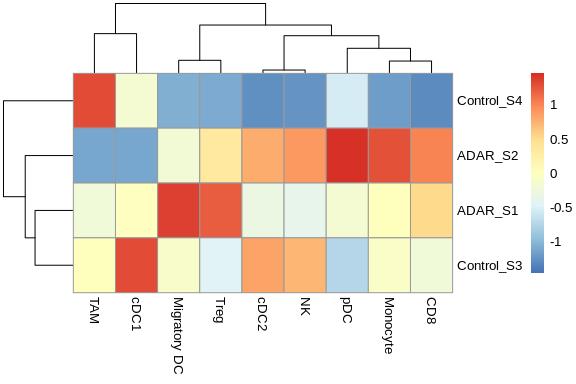 Control_S4
ADAR_S2
ADAR_S1
Control_S3
1
0.5
0
-0.5
-1
TAM
cDC1
Migratory DC
Treg
cDC2
NK
pDC
Monocyte
CD8